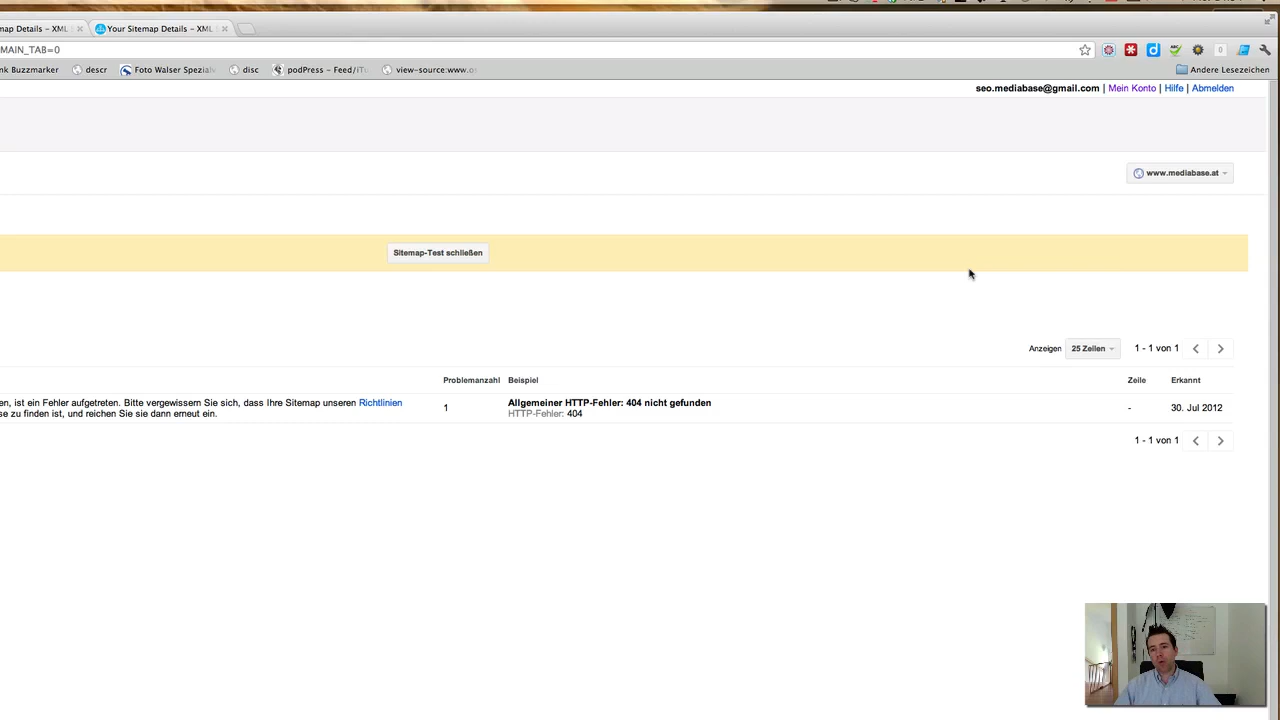 map Details – XML
Your Sitemap Details – XML
MAIN_TAB=0
0
nk Buzzmarker
descr
Foto Walser Spezial
disc
podPress – Feed/iTu
view-source:www.o
Andere Lesezeichen
seo.mediabase@gmail.com | Mein Konto | Hilfe | Abmelden
www.mediabase.at
Sitemap-Test schließen
Anzeigen 25 Zeilen 1 - 1 von 1
Problemanzahl Beispiel Zeile Erkannt
en, ist ein Fehler aufgetreten. Bitte vergewissern Sie sich, dass Ihre Sitemap unseren Richtlinien
se zu finden ist, und reichen Sie sie dann erneut ein.
1
Allgemeiner HTTP-Fehler: 404 nicht gefunden
HTTP-Fehler: 404
-
30. Jul 2012
1 - 1 von 1